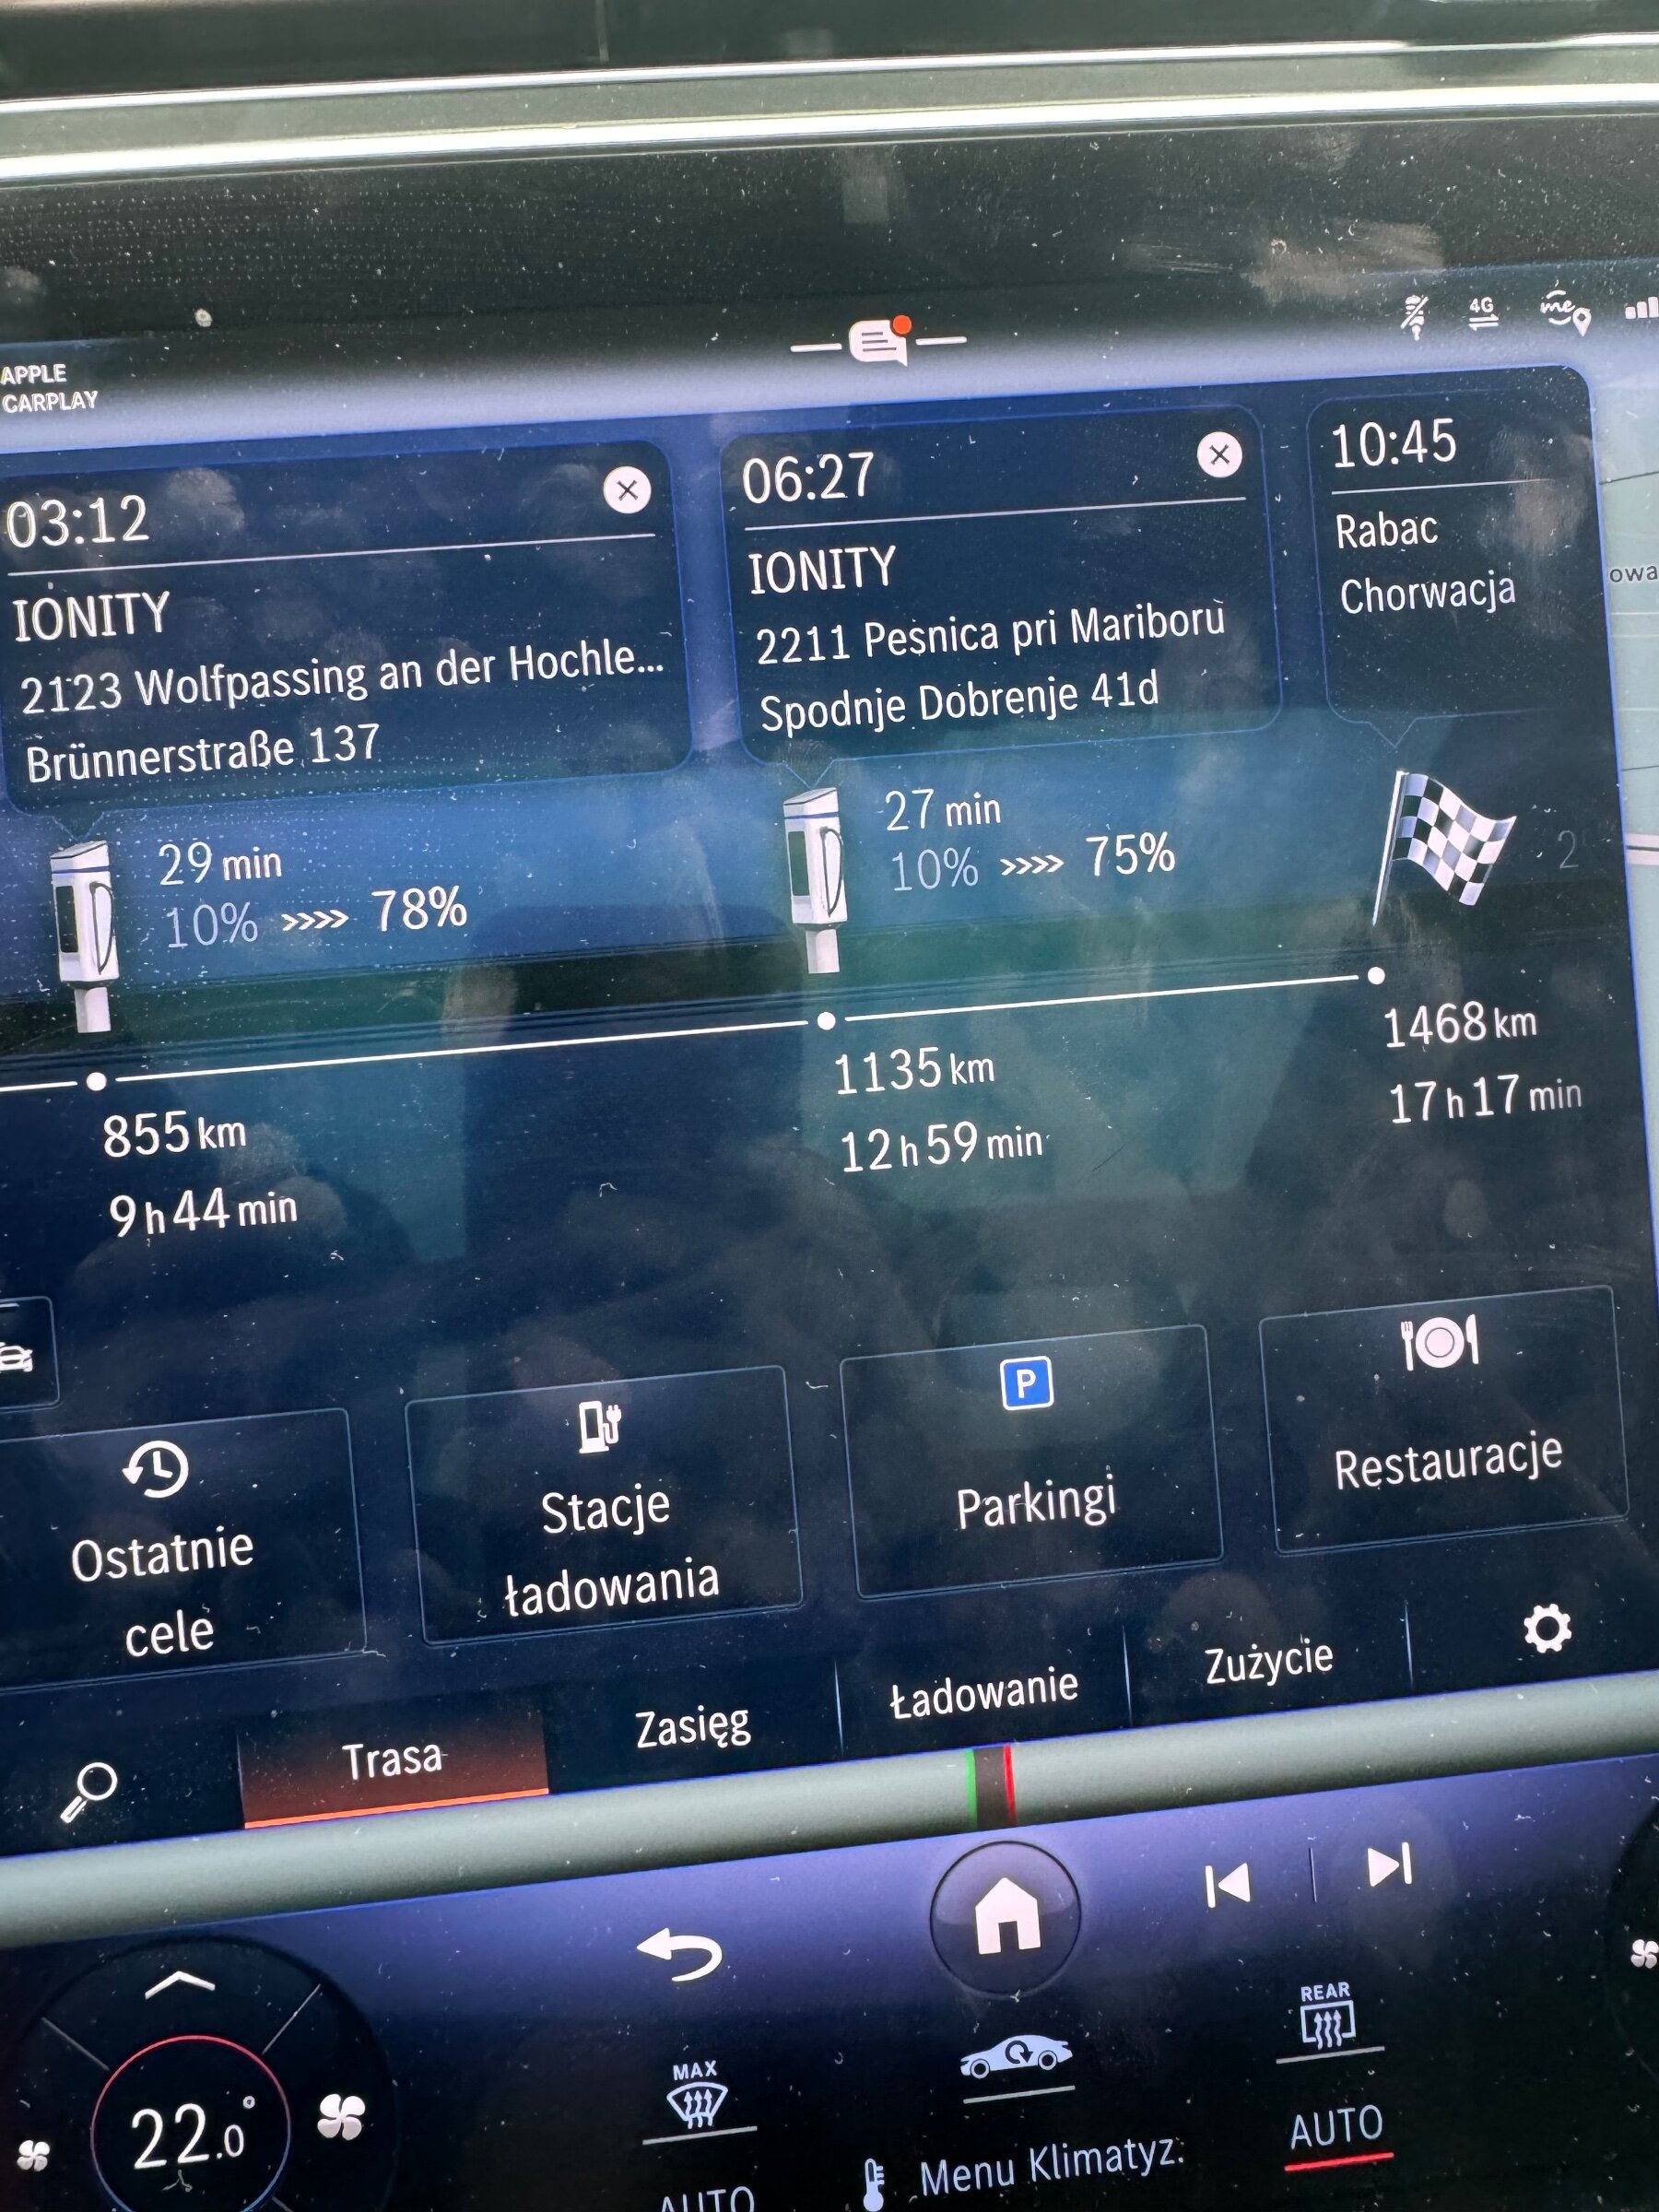 4G
me
APPLE
CARPLAY
03:12
IONITY
2123 Wolfpassing an der Hochle...
Brünnerstraße 137
29 min
10% »»» 78%
855 km
9 h 44 min
06:27
IONITY
2211 Pesnica pri Mariboru
Spodnje Dobrenje 41d
27 min
10% »»» 75%
1135 km
12 h 59 min
10:45
Rabac
Chorwacja
1468 km
17 h 17 min
Ostatnie
cele
Stacje
ładowania
P
Parkingi
Restauracje
Trasa
Zasięg
Ładowanie
Zużycie
22.0°
MAX
AUTO
Menu Klimatyz.
REAR
AUTO